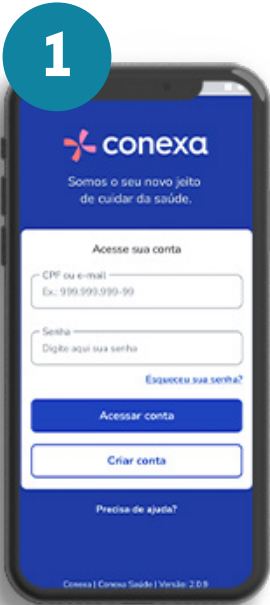 1
conexa
Somos o seu novo jeito
de cuidar da saúde.
Acesse sua conta
CPF ou e-mail
Ex.: 999.999.999-99
Senha
Digite aqui sua senha
Esqueceu sua senha?
Acessar conta
Criar conta
Precisa de ajuda?
Conexa | Conexa Saúde | Versão: 2.0.9